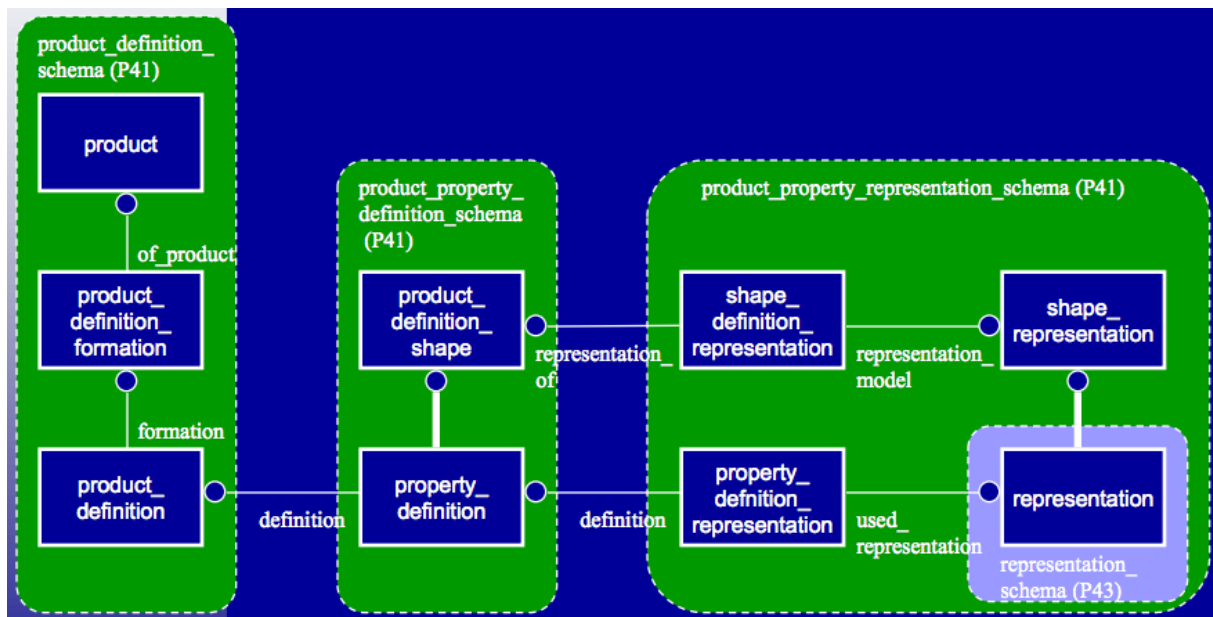 product_definition_
schema (P41)
product
of_product
product_
definition_
formation
formation
product_
definition
definition
product_property_
definition_schema
(P41)
product_
definition_
shape
representation_
of
property_
definition
definition
product_property_representation_schema (P41)
shape_
definition_
representation
representation_
model
shape_
representation
property_
defnition_
representation
used_
representation
representation
representation_
schema (P43)